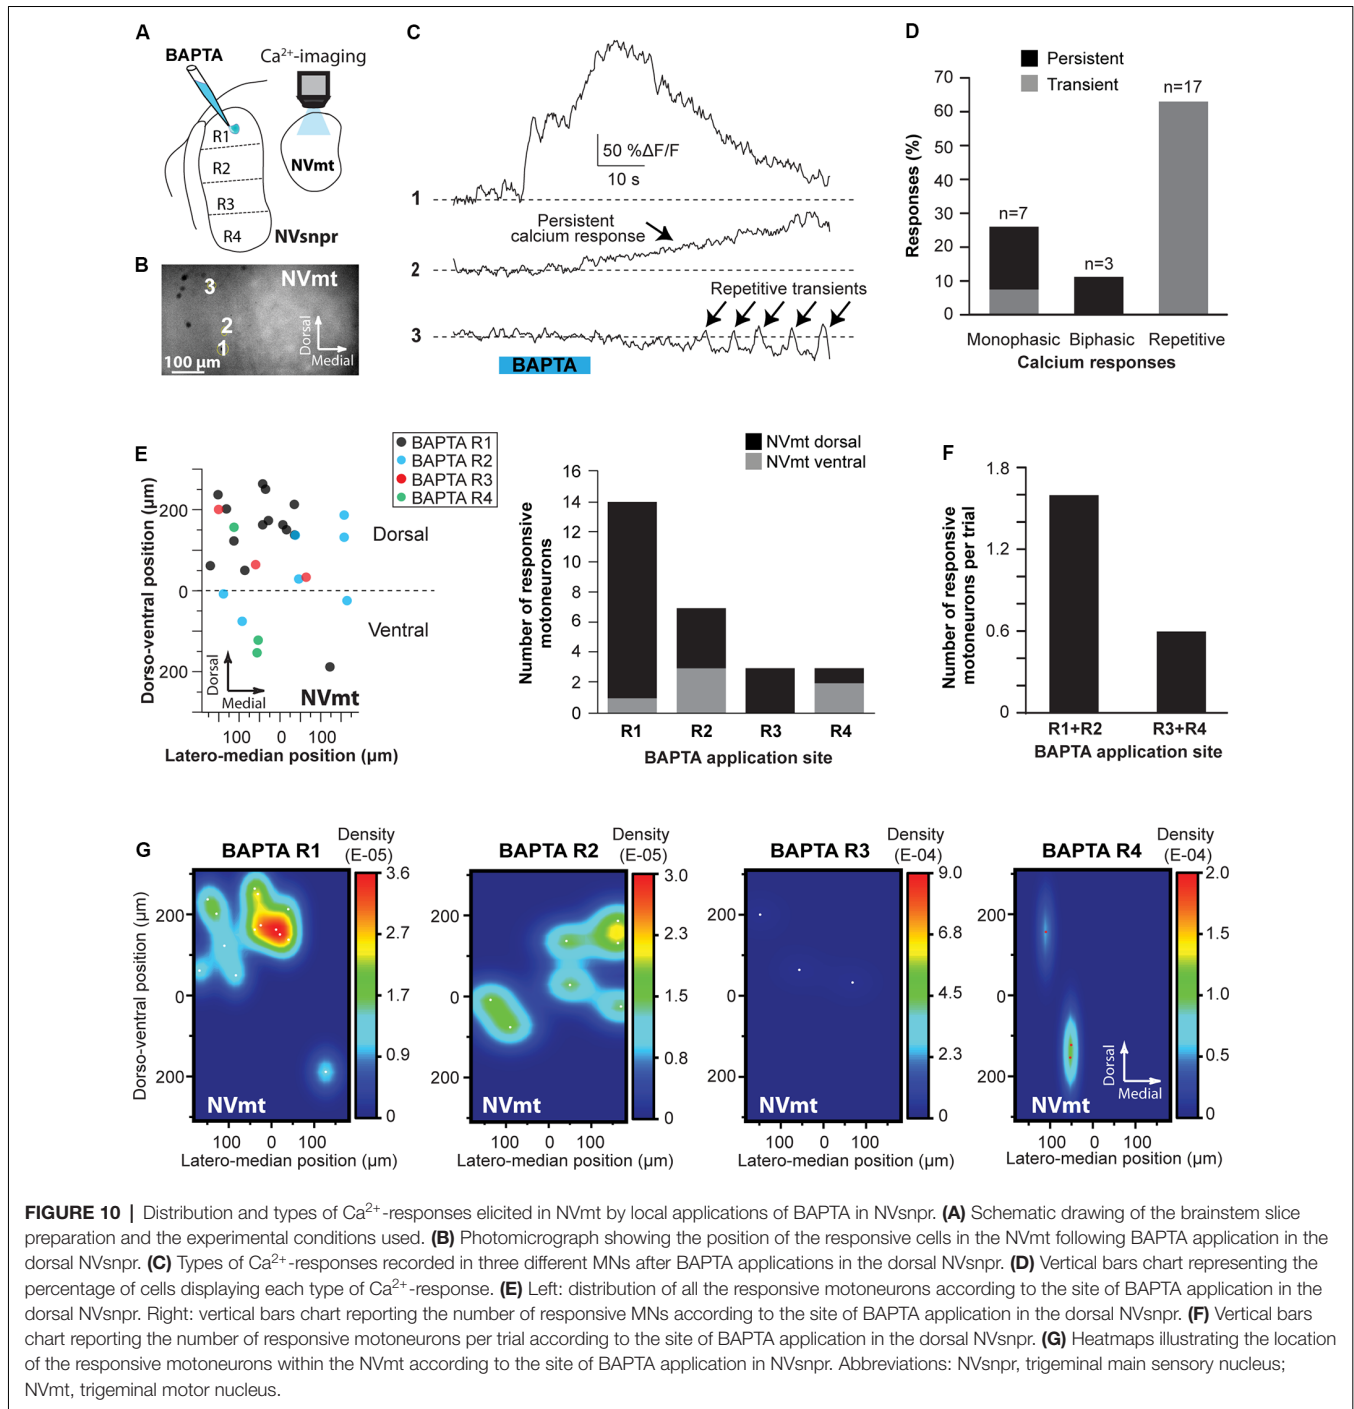 A
BAPTA
Ca2+-imaging
R1
R2
R3
R4
NVmt
NVsnpr
B
NVmt
3
2
1
Dorsal
Medial
100 µm
C
50 %ΔF/F
10 s
1
Persistent
calcium response
2
Repetitive transients
3
BAPTA
D
Persistent
Transient
Responses (%)
70
60
50
40
30
20
10
0
n=7
n=3
n=17
Monophasic Biphasic Repetitive
Calcium responses
E
BAPTA R1
BAPTA R2
BAPTA R3
BAPTA R4
Dorso-ventral position (µm)
200
0
200
Dorsal
Ventral
Dorsal
Medial
NVmt
100 0 100
Latero-median position (µm)
NVmt dorsal
NVmt ventral
Number of responsive
motoneurons
16
14
12
10
8
6
4
2
0
R1 R2 R3 R4
BAPTA application site
F
Number of responsive
motoneurons per trial
1.8
1.2
0.6
0
R1+R2 R3+R4
BAPTA application site
G
BAPTA R1
Density
(E-05)
Dorso-ventral position (µm)
200
0
200
NVmt
3.6
2.7
1.7
0.9
0
100 0 100
Latero-median position (µm)
BAPTA R2
Density
(E-05)
200
0
200
NVmt
3.0
2.3
1.5
0.8
0
100 0 100
Latero-median position (µm)
BAPTA R3
Density
(E-04)
200
0
200
NVmt
9.0
6.8
4.5
2.3
0
100 0 100
Latero-median position (µm)
BAPTA R4
Density
(E-04)
200
0
200
Dorsal
Medial
NVmt
2.0
1.5
1.0
0.5
0
100 0 100
Latero-median position (µm)
FIGURE 10 | Distribution and types of Ca2+-responses elicited in NVmt by local applications of BAPTA in NVsnpr. (A) Schematic drawing of the brainstem slice
preparation and the experimental conditions used. (B) Photomicrograph showing the position of the responsive cells in the NVmt following BAPTA application in the
dorsal NVsnpr. (C) Types of Ca2+-responses recorded in three different MNs after BAPTA applications in the dorsal NVsnpr. (D) Vertical bars chart representing the
percentage of cells displaying each type of Ca2+-response. (E) Left: distribution of all the responsive motoneurons according to the site of BAPTA application in the
dorsal NVsnpr. Right: vertical bars chart reporting the number of responsive MNs according to the site of BAPTA application in the dorsal NVsnpr. (F) Vertical bars
chart reporting the number of responsive motoneurons per trial according to the site of BAPTA application in the dorsal NVsnpr. (G) Heatmaps illustrating the location
of the responsive motoneurons within the NVmt according to the site of BAPTA application in NVsnpr. Abbreviations: NVsnpr, trigeminal main sensory nucleus;
NVmt, trigeminal motor nucleus.